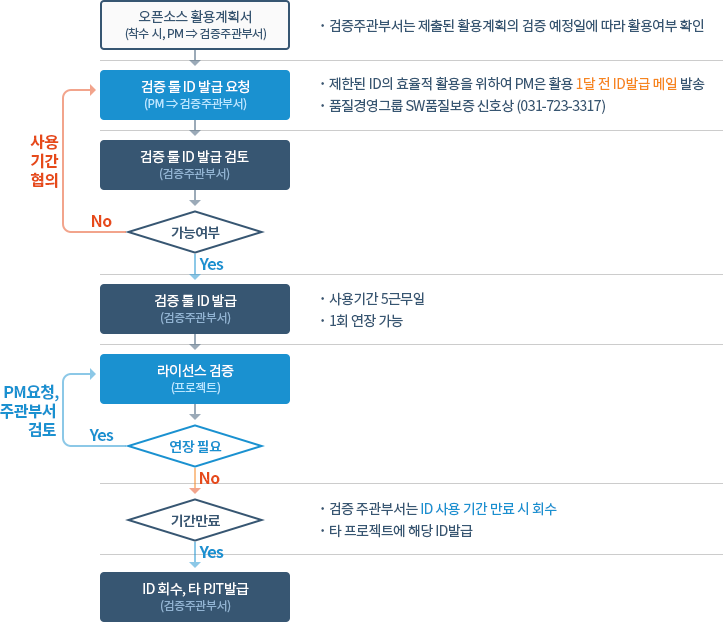 오픈소스 활용계획서
(착수 시, PM ⇒ 검증주관부서)
· 검증주관부서는 제출된 활용계획의 검증 예정일에 따라 활용여부 확인
검증 툴 ID 발급 요청
(PM ⇒ 검증주관부서)
· 제한된 ID의 효율적 활용을 위하여 PM은 활용 1달 전 ID발급 메일 발송
· 품질경영그룹 SW품질보증 신호상 (031-723-3317)
사용
기간
협의
검증 툴 ID 발급 검토
(검증주관부서)
No
가능여부
Yes
검증 툴 ID 발급
(검증주관부서)
· 사용기간 5근무일
· 1회 연장 가능
라이선스 검증
(프로젝트)
PM요청,
주관부서
검토
Yes
연장 필요
No
기간만료
· 검증 주관부서는 ID 사용 기간 만료 시 회수
· 타 프로젝트에 해당 ID발급
Yes
ID 회수, 타 PJT발급
(검증주관부서)